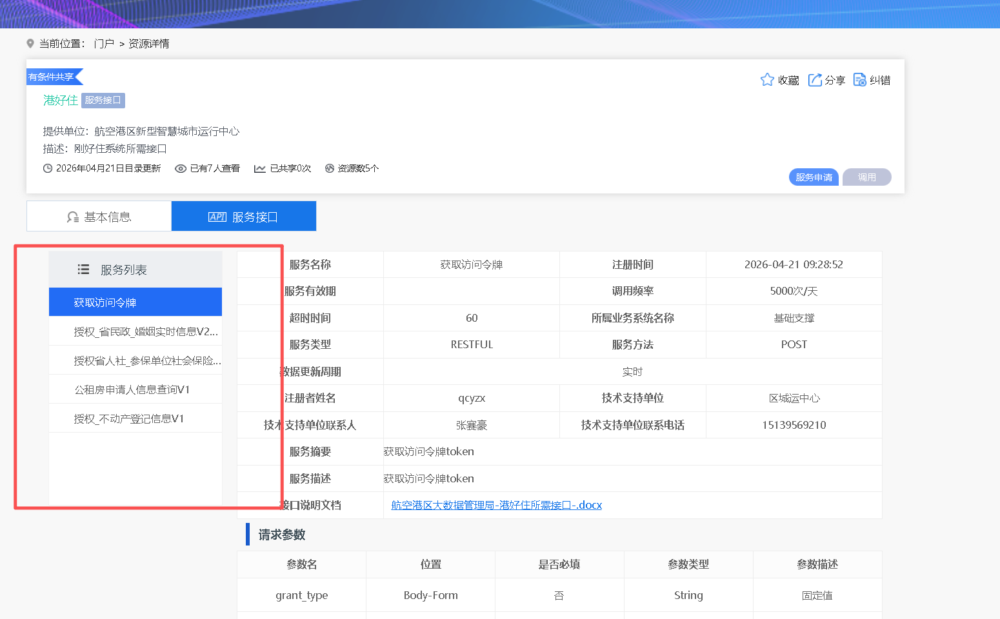 当前位置： 门户 > 资源详情
有条件共享
收藏 分享 纠错
港好住 服务接口
提供单位：航空港区新型智慧城市运行中心
描述：刚好住系统所需接口
2026年04月21日目录更新 已有7人查看 已共享0次 资源数5个
服务申请 调用
基本信息 API 服务接口
服务列表
获取访问令牌
授权_省民政_婚姻实时信息V2...
授权省人社_参保单位社会保险...
公租房申请人信息查询V1
授权_不动产登记信息V1
服务名称 获取访问令牌 注册时间 2026-04-21 09:28:52
服务有效期 调用频率 5000次/天
超时时间 60 所属业务系统名称 基础支撑
服务类型 RESTFUL 服务方法 POST
数据更新周期 实时
注册者姓名 qcyzx 技术支持单位 区城运中心
技术支持单位联系人 张赛豪 技术支持单位联系电话 15139569210
服务摘要 获取访问令牌token
服务描述 获取访问令牌token
接口说明文档 航空港区大数据管理局-港好住所需接口-.docx
请求参数
参数名 位置 是否必填 参数类型 参数描述
grant_type Body-Form 否 String 固定值